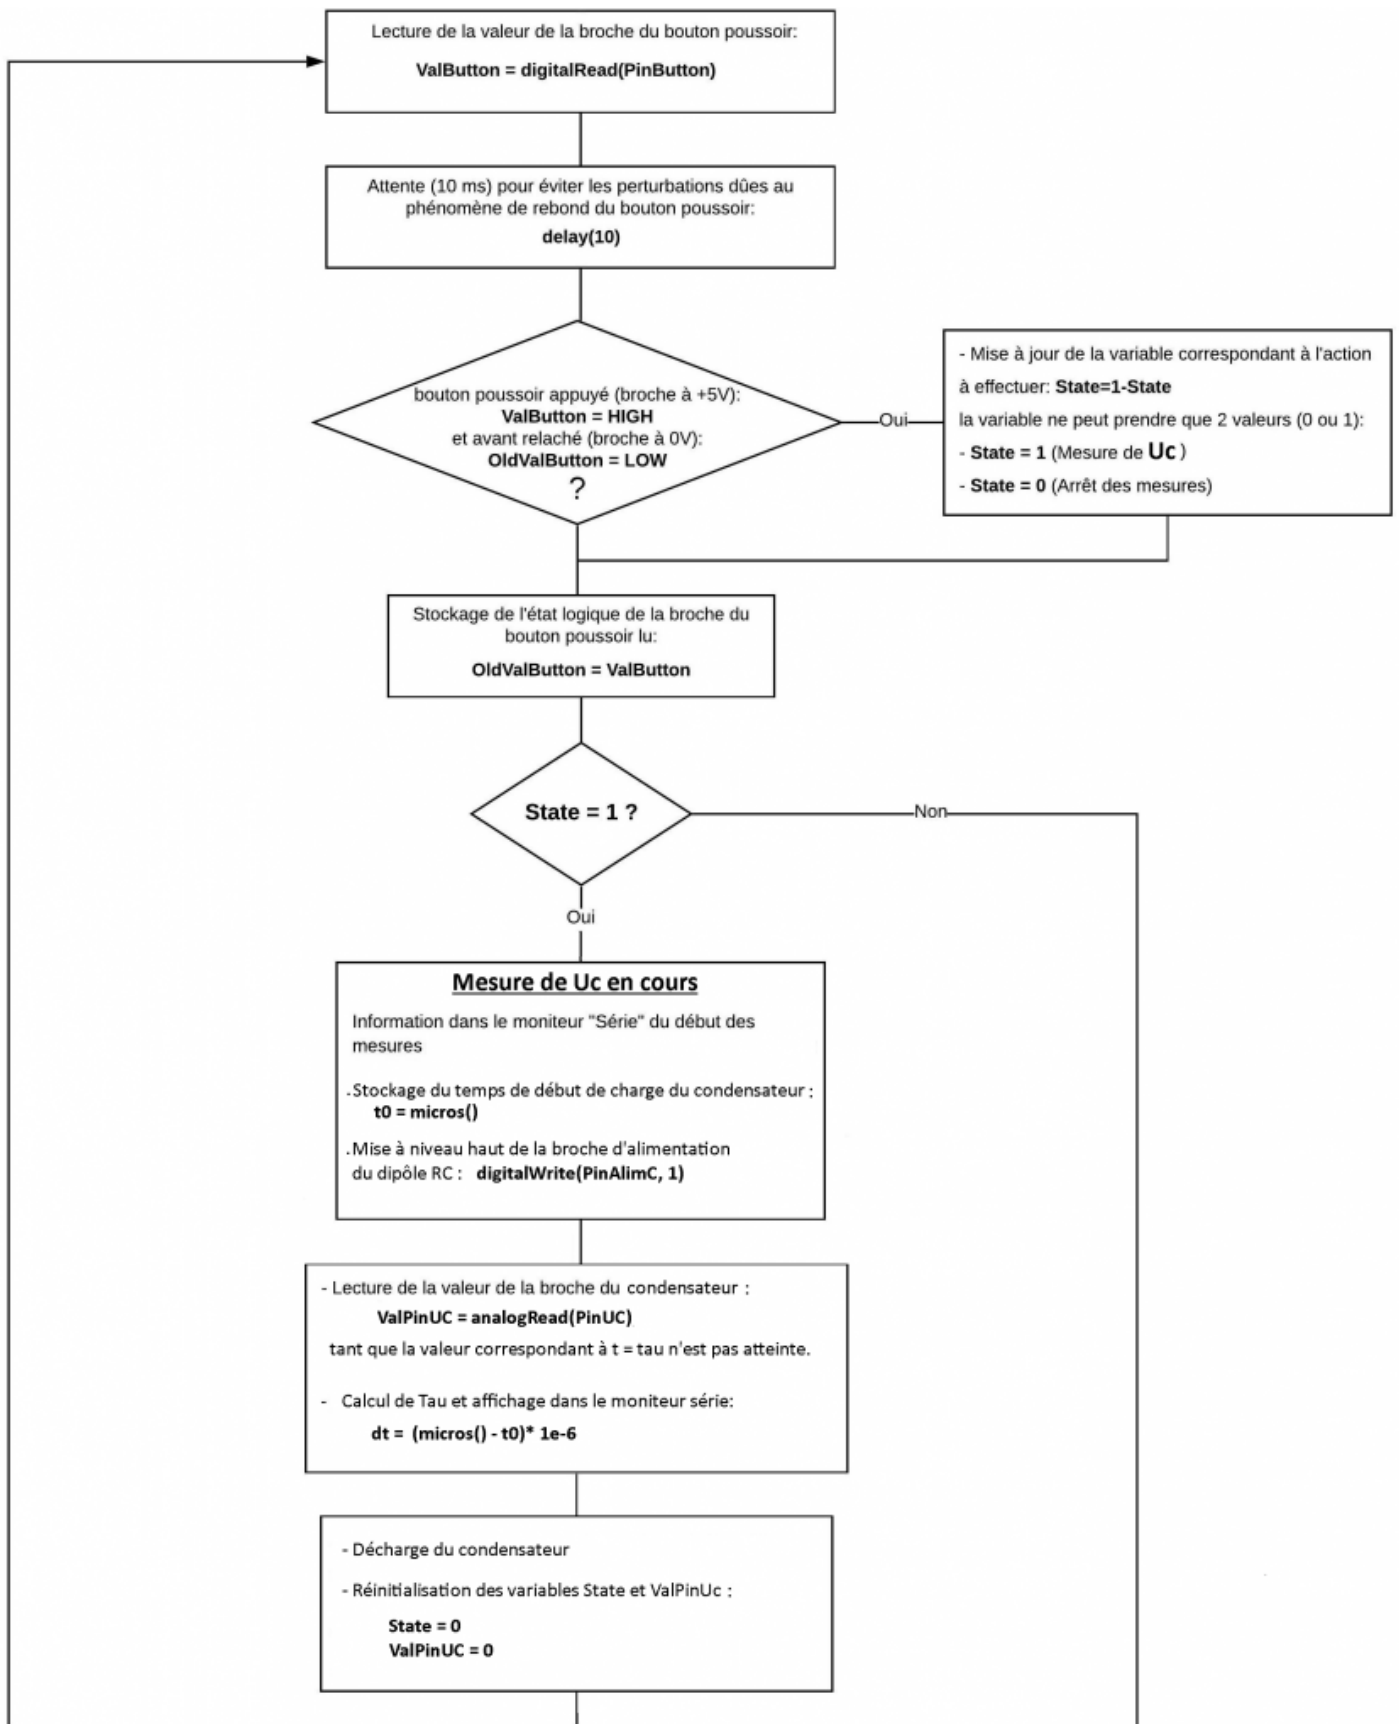 Lecture de la valeur de la broche du bouton poussoir:
ValButton = digitalRead(PinButton)
Attente (10 ms) pour éviter les perturbations dûes au
phénomène de rebond du bouton poussoir:
delay(10)
bouton poussoir appuyé (broche à +5V):
ValButton = HIGH
et avant relaché (broche à 0V):
OldValButton = LOW
?
Oui
- Mise à jour de la variable correspondant à l'action
à effectuer: State=1-State
la variable ne peut prendre que 2 valeurs (0 ou 1):
- State = 1 (Mesure de Uc )
- State = 0 (Arrêt des mesures)
Stockage de l'état logique de la broche du
bouton poussoir lu:
OldValButton = ValButton
State = 1 ?
Non
Oui
Mesure de Uc en cours
Information dans le moniteur "Série" du début des
mesures
.Stockage du temps de début de charge du condensateur :
t0 = micros()
.Mise à niveau haut de la broche d'alimentation
du dipôle RC : digitalWrite(PinAlimC, 1)
- Lecture de la valeur de la broche du condensateur :
ValPinUC = analogRead(PinUC)
tant que la valeur correspondant à t = tau n'est pas atteinte.
- Calcul de Tau et affichage dans le moniteur série:
dt = (micros() - t0)* 1e-6
- Décharge du condensateur
- Réinitialisation des variables State et ValPinUc :
State = 0
ValPinUC = 0